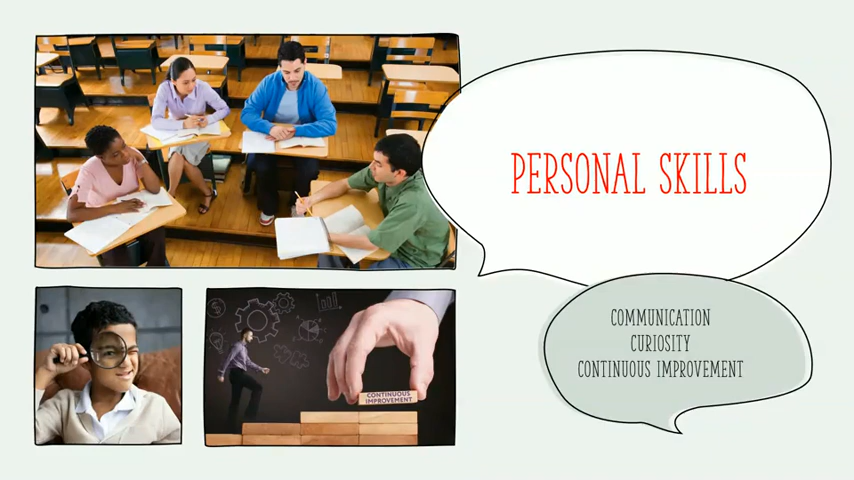 PERSONAL SKILLS
COMMUNICATION
CURIOSITY
CONTINUOUS IMPROVEMENT
CONTINUOUS
IMPROVEMENT